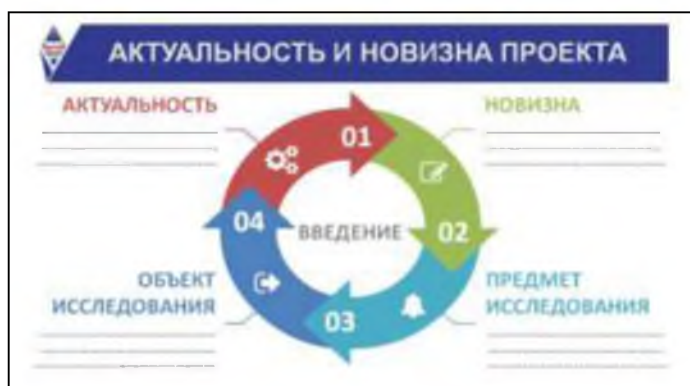 АКТУАЛЬНОСТЬ И НОВИЗНА ПРОЕКТА
АКТУАЛЬНОСТЬ
НОВИЗНА
01
04
ВВЕДЕНИЕ
02
ОБЪЕКТ
ИССЛЕДОВАНИЯ
ПРЕДМЕТ
ИССЛЕДОВАНИЯ
03